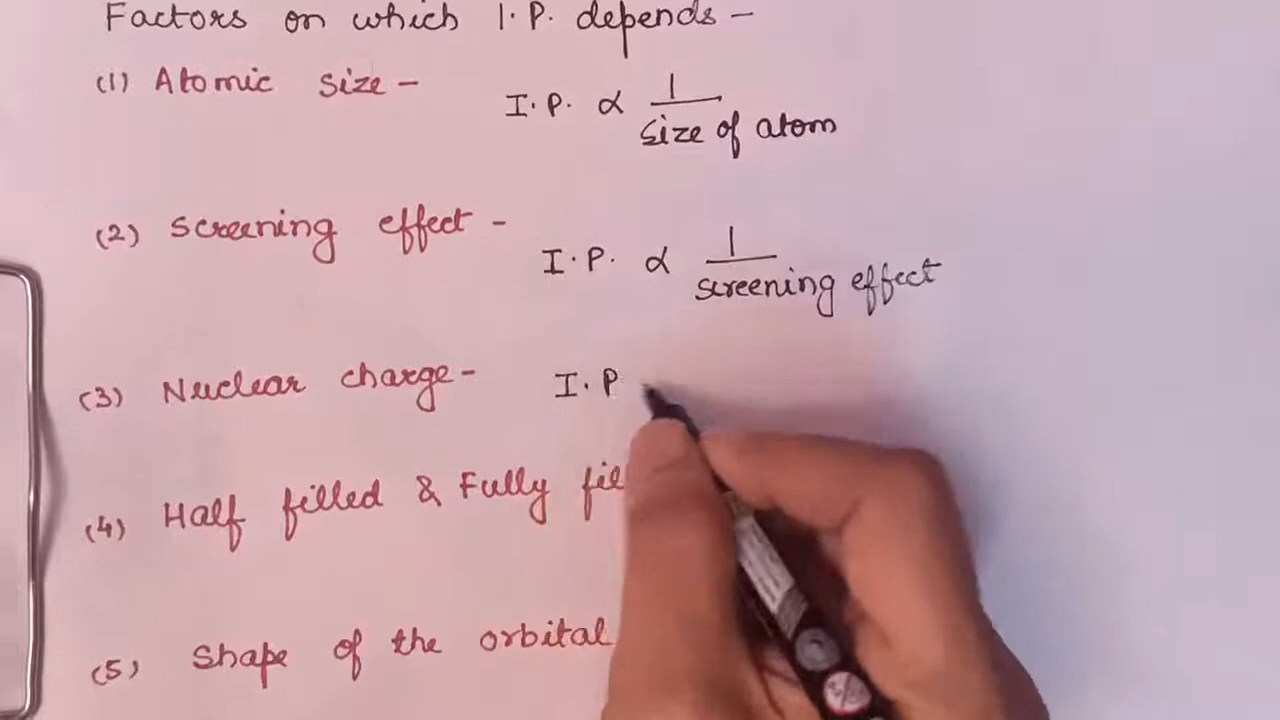 Factors on which I.P. depends -
(1) Atomic size - I.P. ∝ 1 / size of atom
(2) Screening effect - I.P. ∝ 1 / screening effect
(3) Nuclear charge - I.P
(4) Half filled & Fully fil
(5) Shape of the orbital